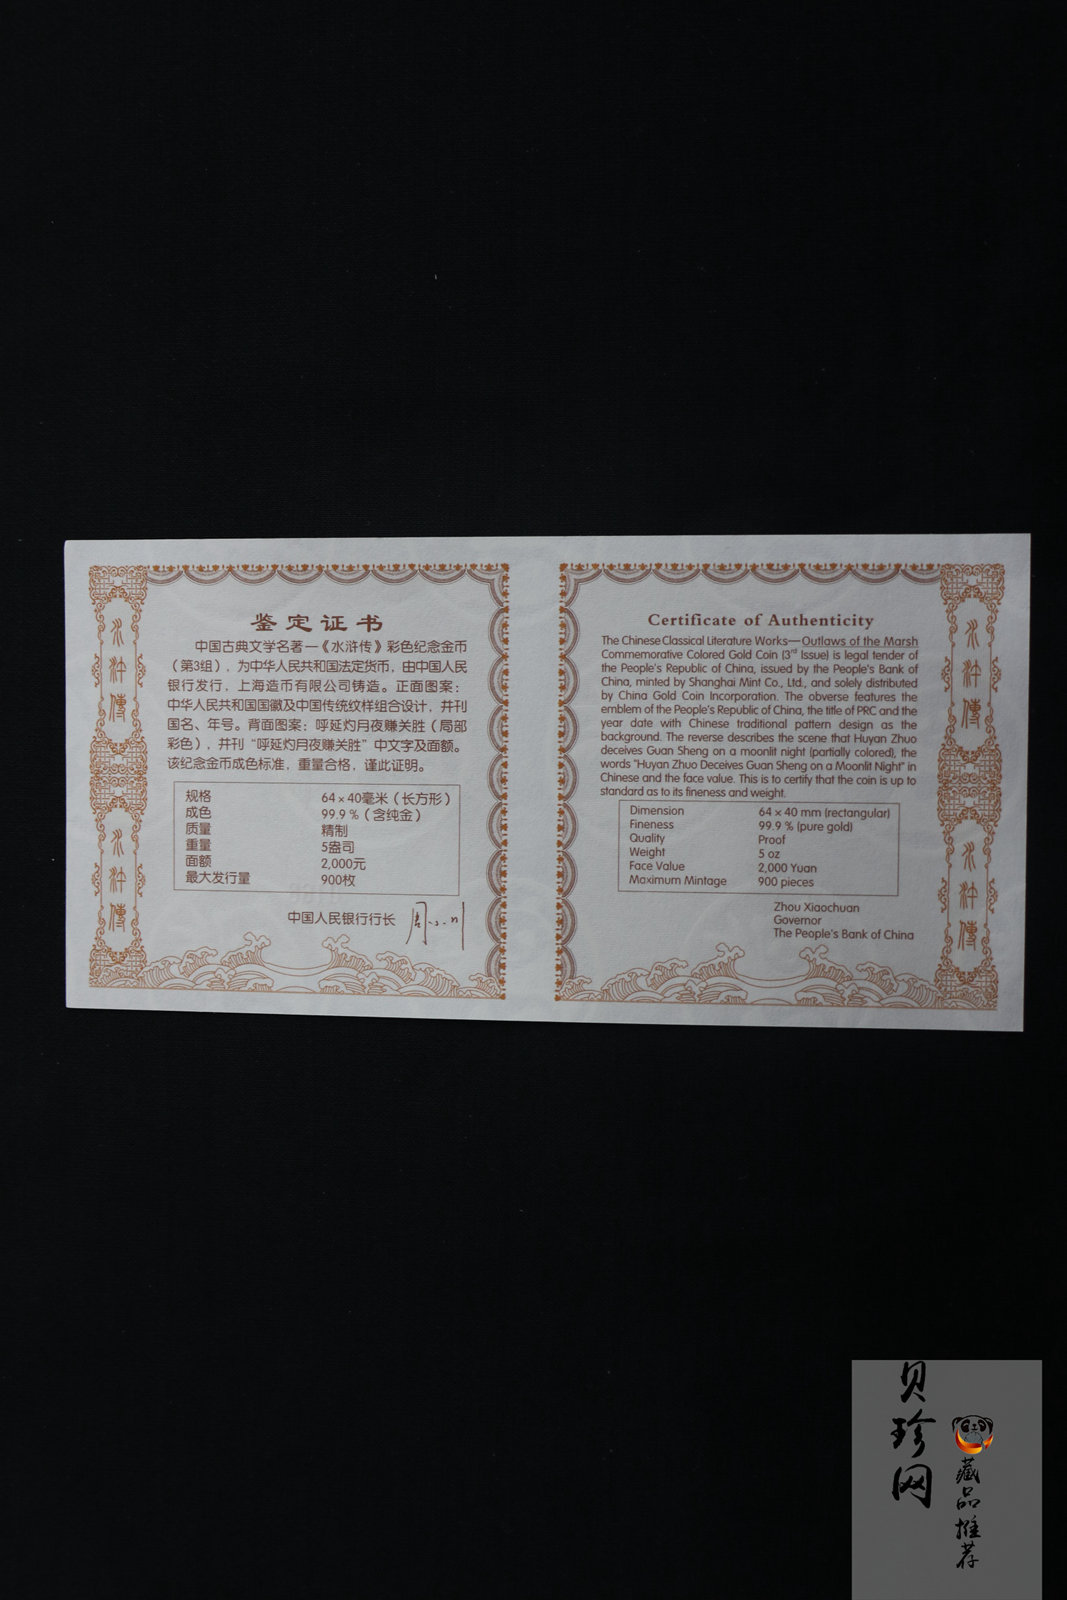 鉴定证书
中国古典文学名著—《水浒传》彩色纪念金币
（第3组），为中华人民共和国法定货币，由中国人民
银行发行，上海造币有限公司铸造。正面图案：
中华人民共和国国徽及中国传统纹样组合设计，并刊
国名、年号。背面图案：呼延灼月夜赚关胜（局部
彩色），并刊“呼延灼月夜赚关胜”中文字及面额。
该纪念金币成色标准，重量合格，谨此证明。
规格 64×40毫米（长方形）
成色 99.9%（含纯金）
质量 精制
重量 5盎司
面额 2,000元
最大发行量 900枚
中国人民银行行长 周小川
水浒傳
水浒傳
Certificate of Authenticity
The Chinese Classical Literature Works—Outlaws of the Marsh
Commemorative Colored Gold Coin (3rd Issue) is legal tender of
the People's Republic of China, issued by the People's Bank of
China, minted by Shanghai Mint Co., Ltd., and solely distributed
by China Gold Coin Incorporation. The obverse features the
emblem of the People's Republic of China, the title of PRC and the
year date with Chinese traditional pattern design as the
background. The reverse describes the scene that Huyan Zhuo
deceives Guan Sheng on a moonlit night (partially colored), the
words "Huyan Zhuo Deceives Guan Sheng on a Moonlit Night" in
Chinese and the face value. This is to certify that the coin is up to
standard as to its fineness and weight.
Dimension 64×40 mm (rectangular)
Fineness 99.9 % (pure gold)
Quality Proof
Weight 5 oz
Face Value 2,000 Yuan
Maximum Mintage 900 pieces
Zhou Xiaochuan
Governor
The People's Bank of China
水浒傳
水浒傳
贝珍网
藏品推荐